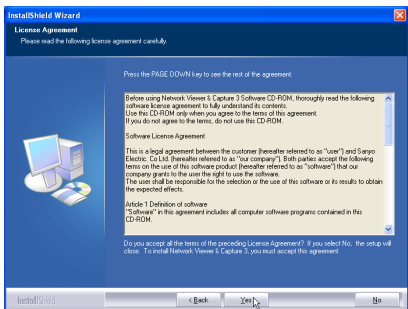 InstallShield Wizard
License Agreement
Please read the following license agreement carefully.
Press the PAGE DOWN key to see the rest of the agreement.
Before using Network Viewer & Capture 3 Software CD-ROM, thoroughly read the following
software license agreement to fully understand its contents.
Use this CD-ROM only when you agree to the terms of this agreement.
If you do not agree to the terms, do not use this CD-ROM.
Software License Agreement
This is a legal agreement between the customer (hereafter referred to as "user") and Sanyo
Electric. Co Ltd. (hereafter referred to as "our company"). Both parties accept the following
terms on the use of this software product (hereafter referred to as "software") that our
company grants to the user the right to use the software.
The user shall be responsible for the selection or the use of this software or its results to obtain
the expected effects.
Article 1 Definition of software
"Software" in this agreement includes all computer software programs contained in this
CD-ROM.
Do you accept all the terms of the preceding License Agreement? If you select No, the setup will
close. To install Network Viewer & Capture 3, you must accept this agreement.
InstallShield
< Back
Yes
No